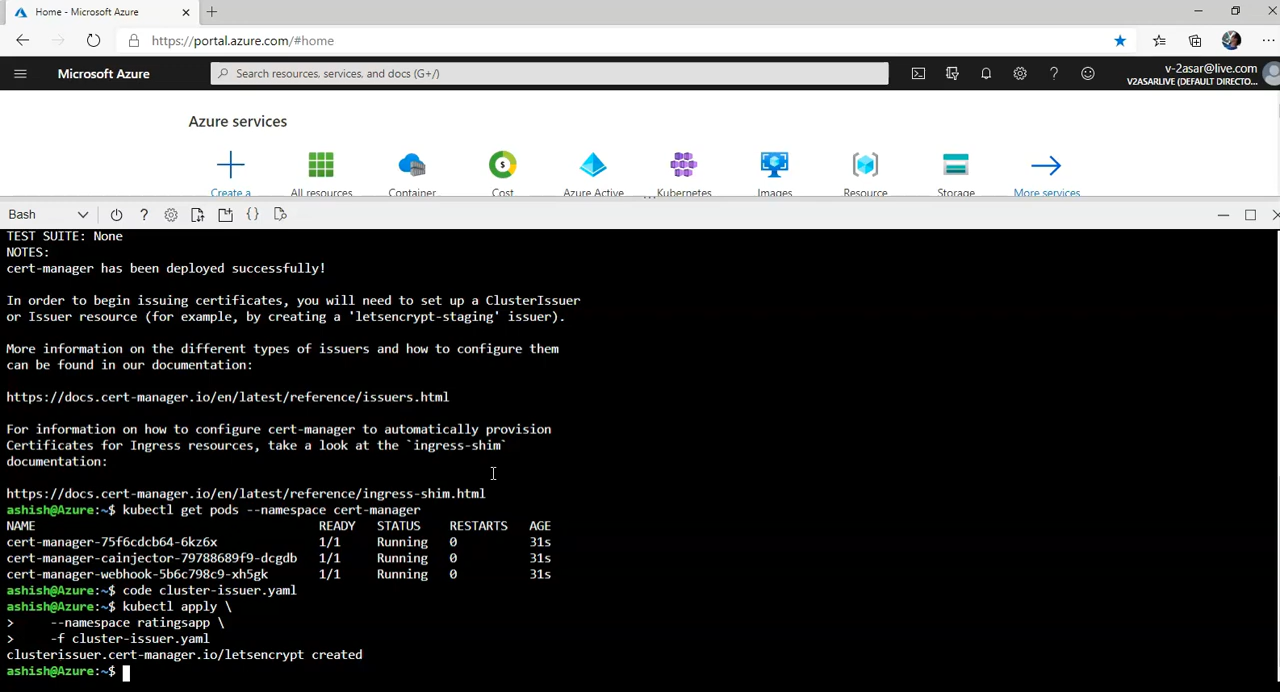 Home - Microsoft Azure
https://portal.azure.com/#home
Microsoft Azure
Search resources, services, and docs (G+/)
v-2asar@live.com
V2ASARLIVE (DEFAULT DIRECTO...
Azure services
Create a
All resources
Container
Cost
Azure Active
Kubernetes
Images
Resource
Storage
More services
Bash
TEST SUITE: None
NOTES:
cert-manager has been deployed successfully!
In order to begin issuing certificates, you will need to set up a ClusterIssuer
or Issuer resource (for example, by creating a 'letsencrypt-staging' issuer).
More information on the different types of issuers and how to configure them
can be found in our documentation:
https://docs.cert-manager.io/en/latest/reference/issuers.html
For information on how to configure cert-manager to automatically provision
Certificates for Ingress resources, take a look at the `ingress-shim`
documentation:
https://docs.cert-manager.io/en/latest/reference/ingress-shim.html
ashish@Azure:~$ kubectl get pods --namespace cert-manager
NAME READY STATUS RESTARTS AGE
cert-manager-75f6cdcb64-6kz6x 1/1 Running 0 31s
cert-manager-cainjector-79788689f9-dcgdb 1/1 Running 0 31s
cert-manager-webhook-5b6c798c9-xh5gk 1/1 Running 0 31s
ashish@Azure:~$ code cluster-issuer.yaml
ashish@Azure:~$ kubectl apply \
> --namespace ratingsapp \
> -f cluster-issuer.yaml
clusterissuer.cert-manager.io/letsencrypt created
ashish@Azure:~$